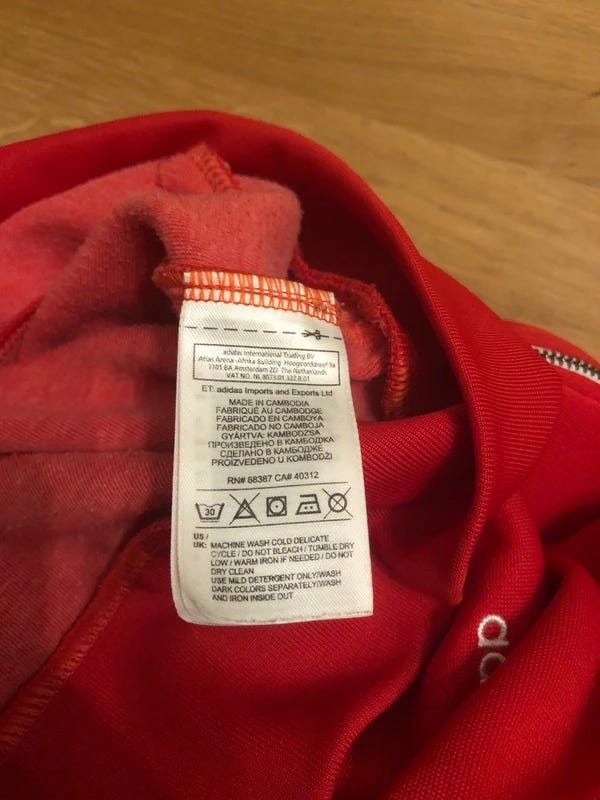 adidas International Trading BV
Atlas Arena-Afrika Building Hoogoorddreef 9a
1101 BA Amsterdam ZO The Netherlands
VAT NO. NL 8073.01.322.B.01
ET: adidas Imports and Exports Ltd
MADE IN CAMBODIA
FABRIQUÉ AU CAMBODGE
FABRICADO EN CAMBOYA
FABRICADO NO CAMBOJA
GYÁRTVA: KAMBODZSA
ПРОИЗВЕДЕНО В КАМБОДЖА
СДЕЛАНО В КАМБОДЖЕ
PROIZVEDENO U KOMBODŽI
RN# 88387 CA# 40312
30
US /
UK: MACHINE WASH COLD DELICATE
CYCLE / DO NOT BLEACH / TUMBLE DRY
LOW / WARM IRON IF NEEDED / DO NOT
DRY CLEAN
USE MILD DETERGENT ONLY/WASH
DARK COLORS SEPARATELY/WASH
AND IRON INSIDE OUT